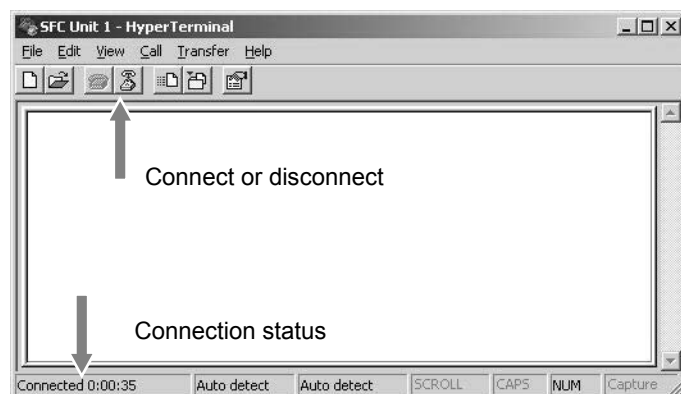 SFC Unit 1 - HyperTerminal
File Edit View Call Transfer Help
Connect or disconnect
Connection status
Connected 0:00:35 Auto detect Auto detect SCROLL CAPS NUM Capture